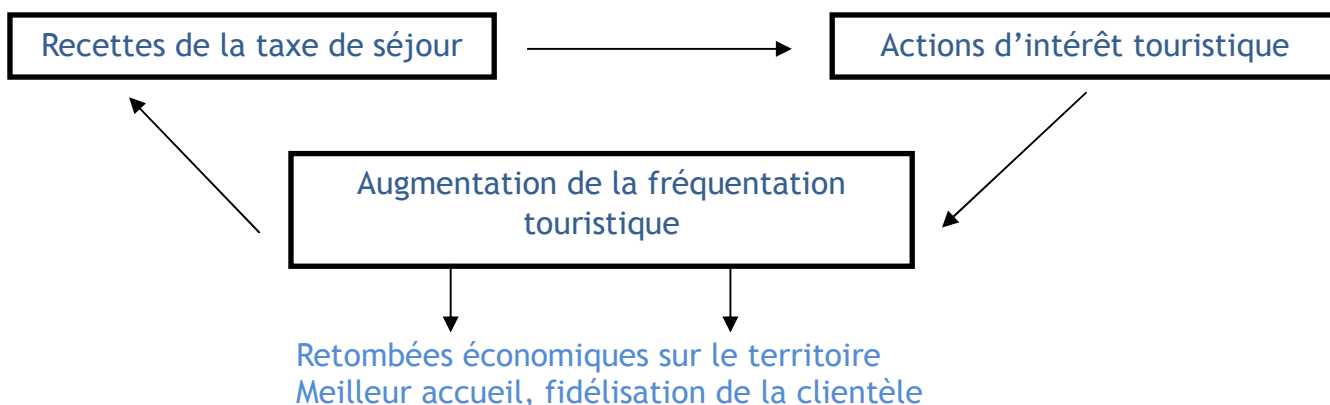 Recettes de la taxe de séjour
Actions d’intérêt touristique
Augmentation de la fréquentation
touristique
Retombées économiques sur le territoire
Meilleur accueil, fidélisation de la clientèle